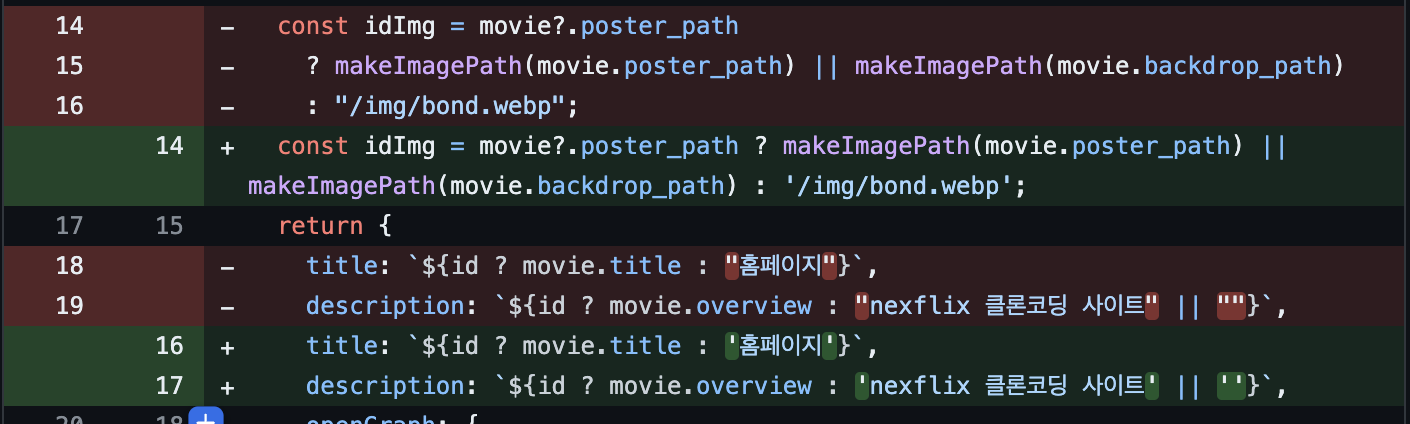 14 - const idImg = movie?.poster_path
15 - ? makeImagePath(movie.poster_path) || makeImagePath(movie.backdrop_path)
16 - : "/img/bond.webp";
14 + const idImg = movie?.poster_path ? makeImagePath(movie.poster_path) ||
makeImagePath(movie.backdrop_path) : '/img/bond.webp';
17 15 return {
18 - title: `${id ? movie.title : "홈페이지"}`,
19 - description: `${id ? movie.overview : "nexflix 클론코딩 사이트" || ""}`,
16 + title: `${id ? movie.title : '홈페이지'}`,
17 + description: `${id ? movie.overview : 'nexflix 클론코딩 사이트' || ''}`,
20 18 + openGraph: {